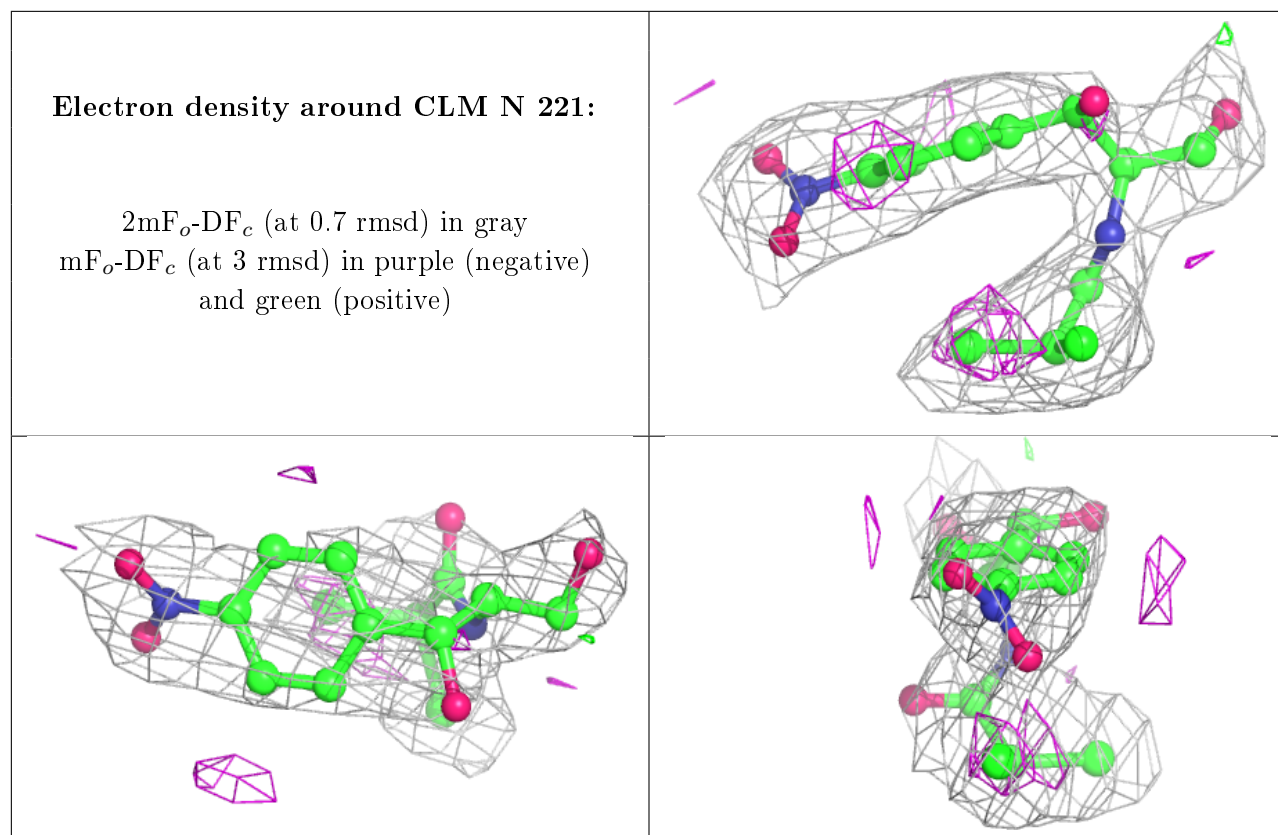 Electron density around CLM N 221:
2mFo-DFc (at 0.7 rmsd) in gray
mFo-DFc (at 3 rmsd) in purple (negative)
and green (positive)